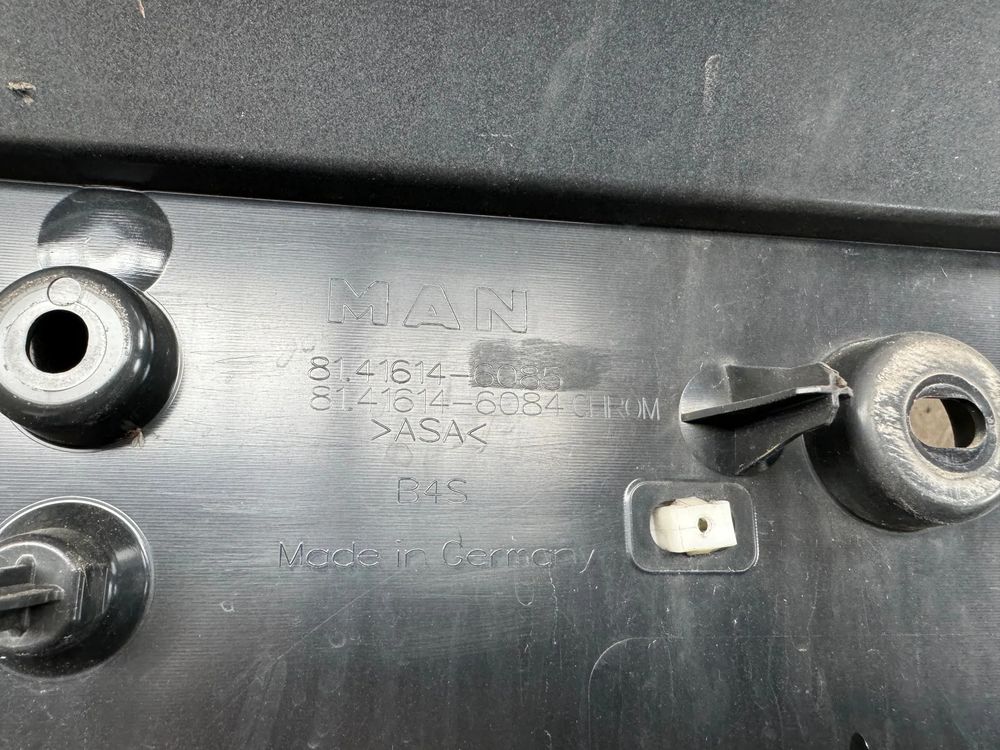 MAN
81.41614-6085
81.41614-6084 CHROM
>ASA<
B4S
Made in Germany